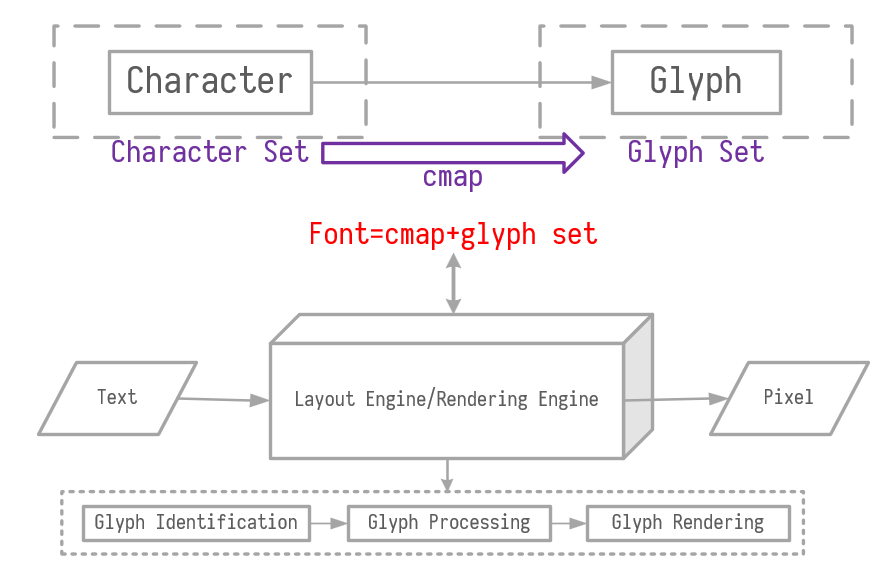 Character
Glyph
Character Set
Glyph Set
cmap
Font=cmap+glyph set
Text
Layout Engine/Rendering Engine
Pixel
Glyph Identification
Glyph Processing
Glyph Rendering